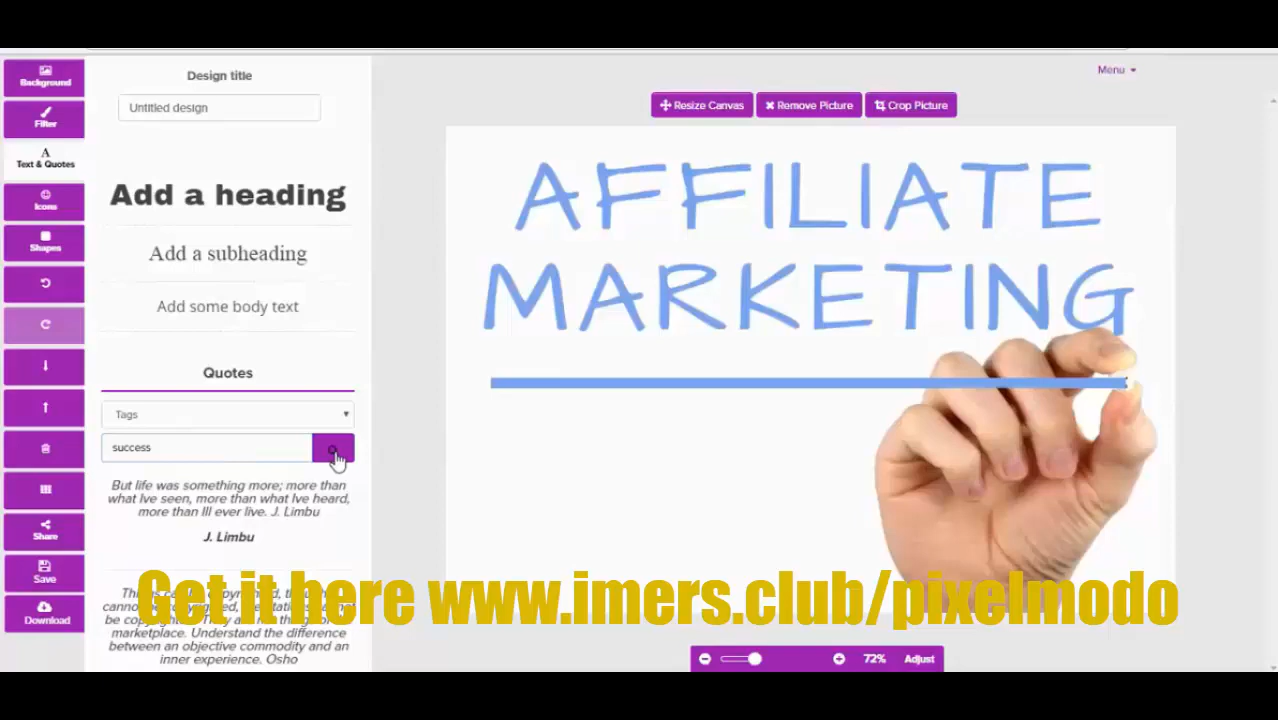 Menu
Background
Filter
Text & Quotes
Icons
Shapes
Share
Save
Download
Design title
Untitled design
Add a heading
Add a subheading
Add some body text
Quotes
Tags
success
But life was something more; more than
what Ive seen, more than what Ive heard,
more than Ill ever live. J. Limbu
J. Limbu
be copyrighted
marketplace. Understand the difference
between an objective commodity and an
inner experience. Osho
Resize Canvas
Remove Picture
Crop Picture
AFFILIATE
MARKETING
Get it here www.imers.club/pixelmodo
72%
Adjust